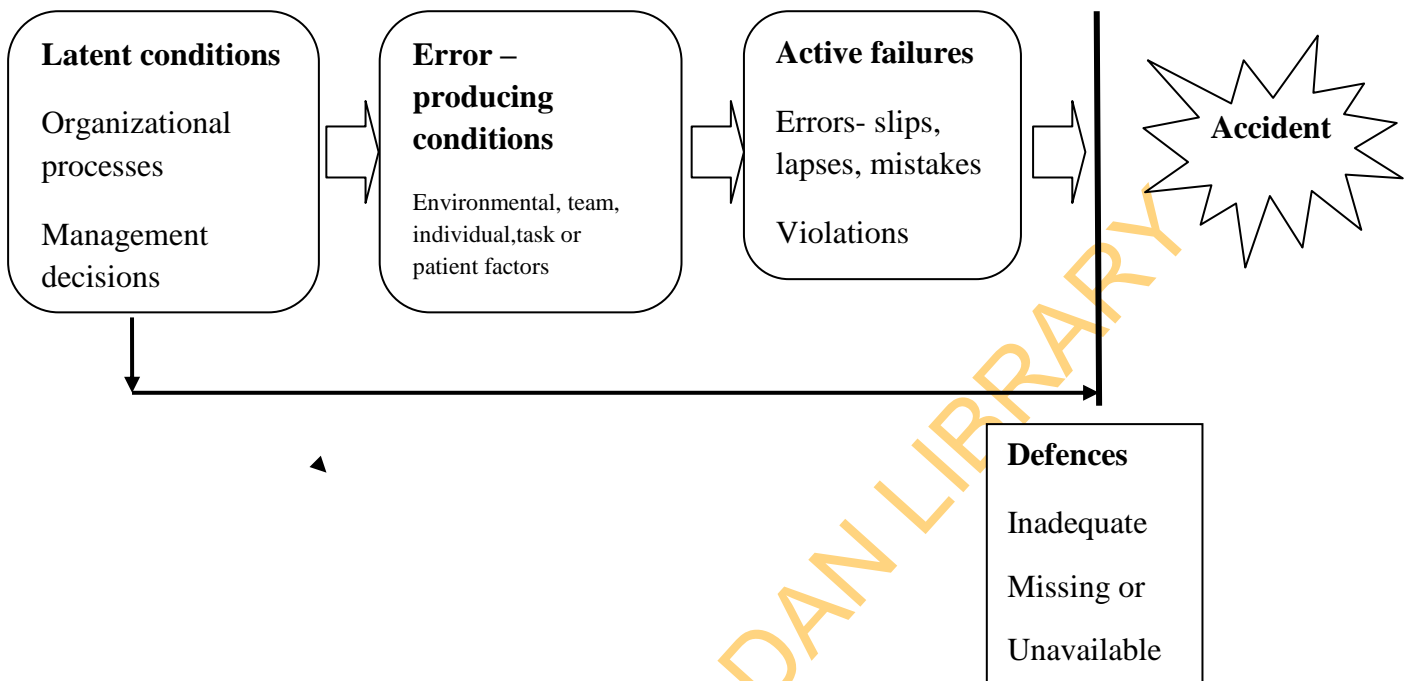 Latent conditions
Organizational
processes
Management
decisions
Error –
producing
conditions
Environmental, team,
individual,task or
patient factors
Active failures
Errors- slips,
lapses, mistakes
Violations
Accident
Defences
Inadequate
Missing or
Unavailable
DAN LIBRARY